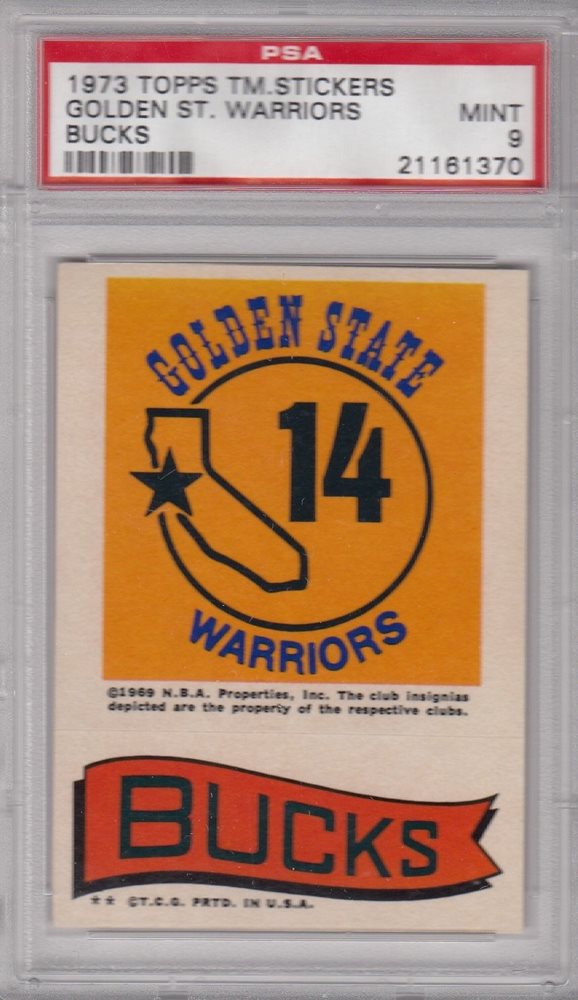 PSA
1973 TOPPS TM.STICKERS
GOLDEN ST. WARRIORS MINT
BUCKS 9
21161370
GOLDEN STATE
14
WARRIORS
©1969 N.B.A. Properties, Inc. The club insignias
depicted are the property of the respective clubs.
BUCKS
** ©T.C.G. PRTD. IN U.S.A.